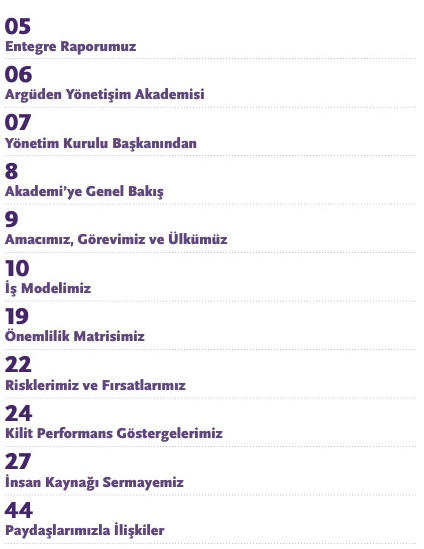 05
Entegre Raporumuz
06
Argüden Yönetişim Akademisi
07
Yönetim Kurulu Başkanından
8
Akademi'ye Genel Bakış
9
Amacımız, Görevimiz ve Ülkümüz
10
İş Modelimiz
19
Önemlilik Matrisimiz
22
Risklerimiz ve Fırsatlarımız
24
Kilit Performans Göstergelerimiz
27
İnsan Kaynağı Sermayemiz
44
Paydaşlarımızla İlişkiler